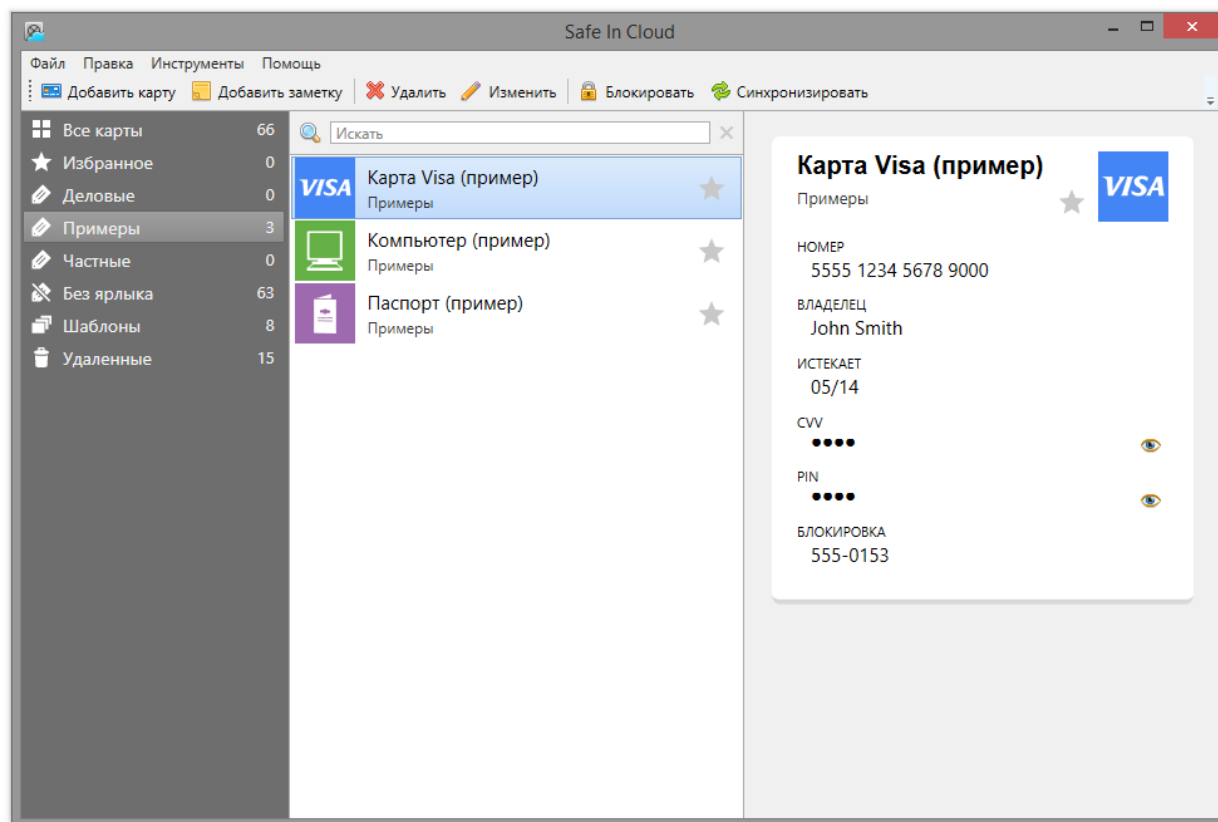 Safe In Cloud
Файл Правка Инструменты Помощь
Добавить карту Добавить заметку Удалить Изменить Блокировать Синхронизировать
Все карты 66
Избранное 0
Деловые 0
Примеры 3
Частные 0
Без ярлыка 63
Шаблоны 8
Удаленные 15
Искать
VISA
Карта Visa (пример)
Примеры
Компьютер (пример)
Примеры
Паспорт (пример)
Примеры
Карта Visa (пример)
Примеры
VISA
НОМЕР
5555 1234 5678 9000
ВЛАДЕЛЕЦ
John Smith
ИСТЕКАЕТ
05/14
CVV
••••
PIN
••••
БЛОКИРОВКА
555-0153